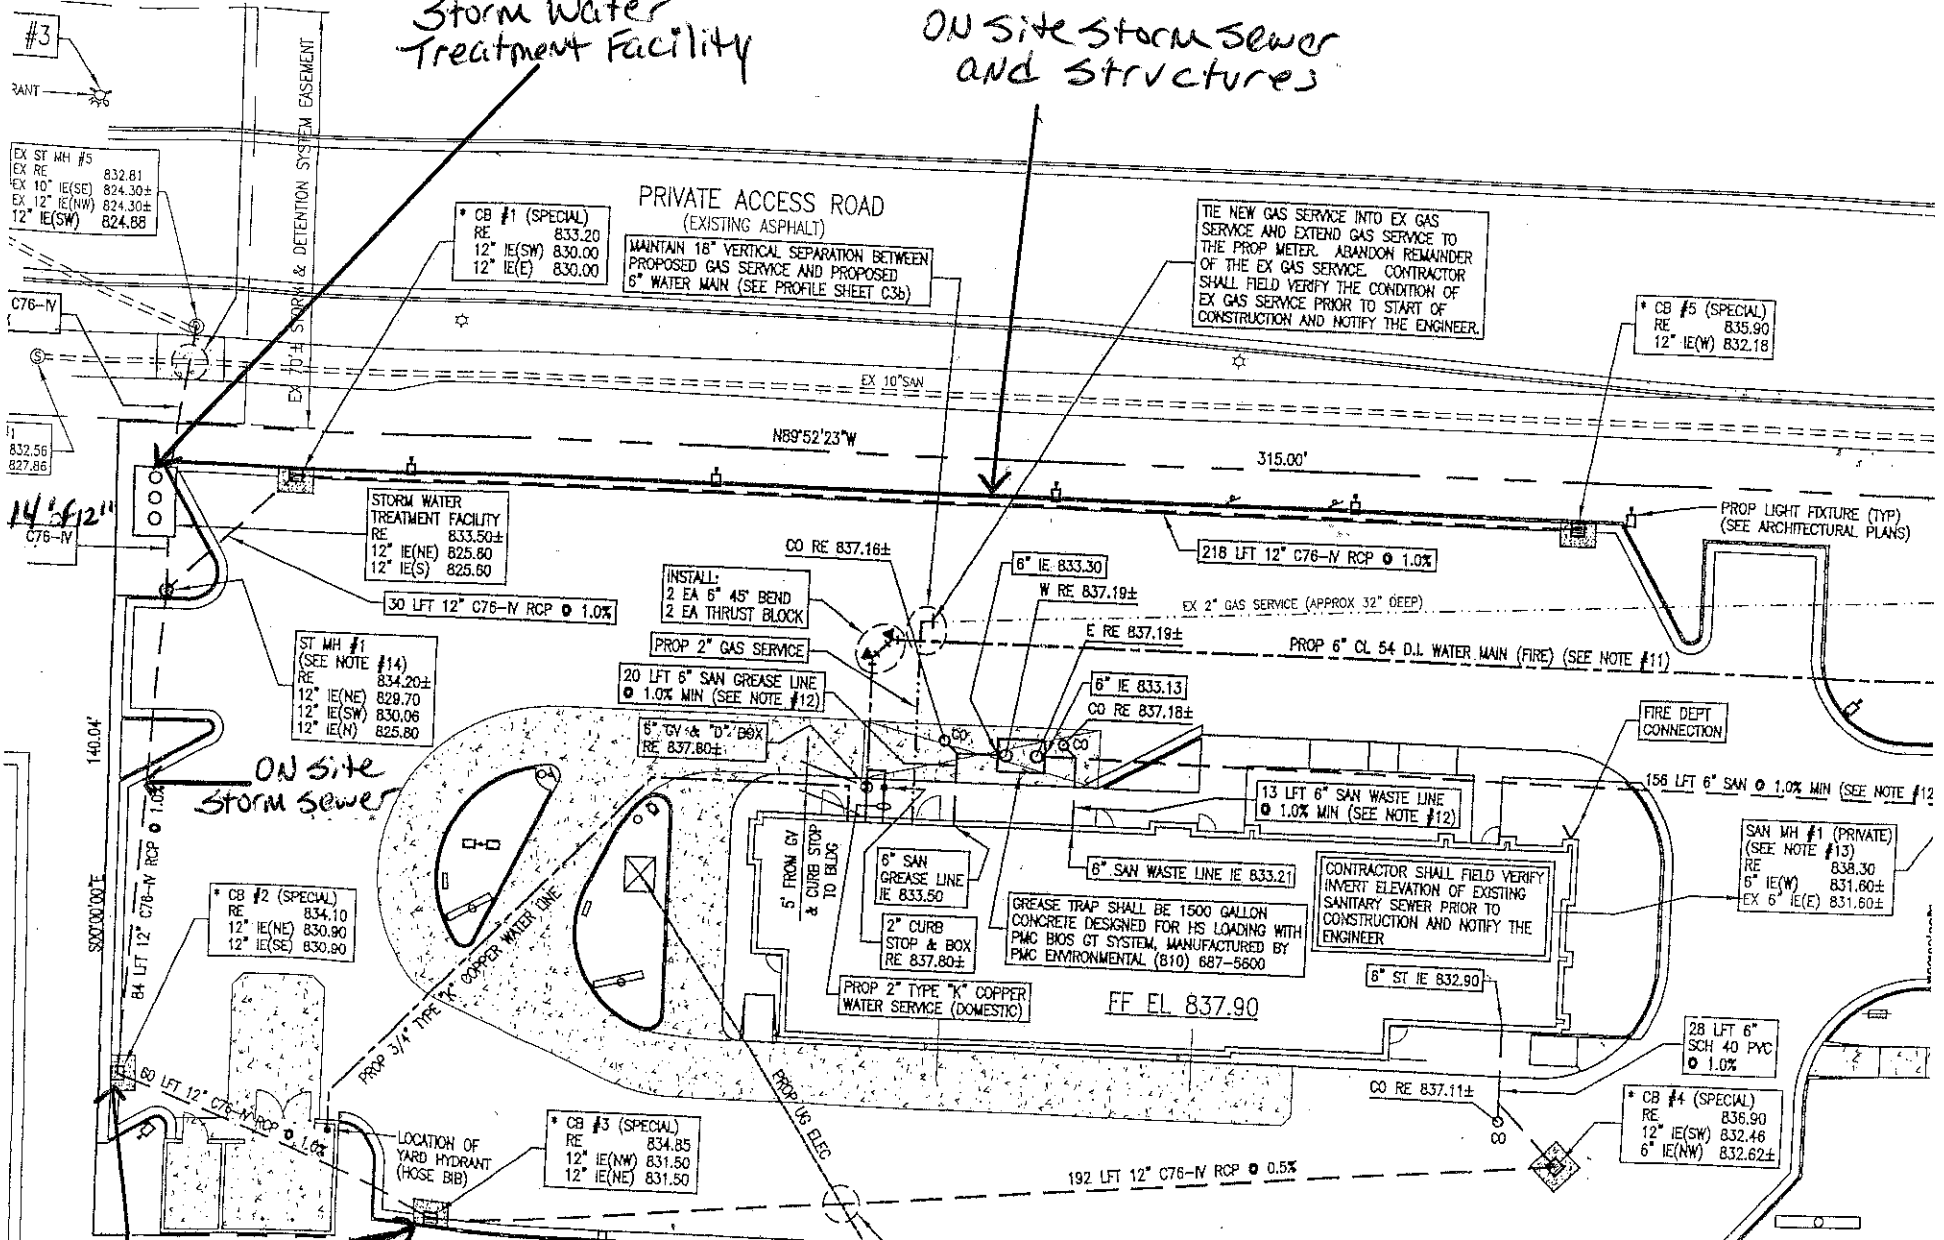 Storm Water
Treatment Facility
ON Site Storm Sewer
and Structures
#3
RANT
EX 70'± STORM & DETENTION SYSTEM EASEMENT
EX ST MH #5
EX RE 832.81
EX 10" IE(SE) 824.30±
EX 12" IE(NW) 824.30±
12" IE(SW) 824.88
* CB #1 (SPECIAL)
RE 833.20
12" IE(SW) 830.00
12" IE(E) 830.00
PRIVATE ACCESS ROAD
(EXISTING ASPHALT)
MAINTAIN 18" VERTICAL SEPARATION BETWEEN
PROPOSED GAS SERVICE AND PROPOSED
6" WATER MAIN (SEE PROFILE SHEET C3b)
TIE NEW GAS SERVICE INTO EX GAS
SERVICE AND EXTEND GAS SERVICE TO
THE PROP METER. ABANDON REMAINDER
OF THE EX GAS SERVICE. CONTRACTOR
SHALL FIELD VERIFY THE CONDITION OF
EX GAS SERVICE PRIOR TO START OF
CONSTRUCTION AND NOTIFY THE ENGINEER.
* CB #5 (SPECIAL)
RE 835.90
12" IE(W) 832.18
C76-IV
S
EX 10"SAN
832.56
827.86
N89°52'23"W
315.00'
14' of 12"
C76-IV
STORM WATER
TREATMENT FACILITY
RE 833.50±
12" IE(NE) 825.60
12" IE(S) 825.60
PROP LIGHT FIXTURE (TYP)
(SEE ARCHITECTURAL PLANS)
218 LFT 12" C76-IV RCP @ 1.0%
CO RE 837.16±
6" IE 833.30
W RE 837.19±
INSTALL:
2 EA 6" 45° BEND
2 EA THRUST BLOCK
30 LFT 12" C76-IV RCP @ 1.0%
EX 2" GAS SERVICE (APPROX 32" DEEP)
E RE 837.19±
PROP 2" GAS SERVICE
PROP 6" CL 54 D.I. WATER MAIN (FIRE) (SEE NOTE #11)
ST MH #1
(SEE NOTE #14)
RE 834.20±
12" IE(NE) 829.70
12" IE(SW) 830.06
12" IE(N) 825.80
20 LFT 6" SAN GREASE LINE
@ 1.0% MIN (SEE NOTE #12)
6" IE 833.13
CO RE 837.18±
6" GV & "D" BOX
RE 837.80±
CO
CO
FIRE DEPT
CONNECTION
140.04'
ON Site
Storm Sewer
13 LFT 6" SAN WASTE LINE
@ 1.0% MIN (SEE NOTE #12)
156 LFT 6" SAN @ 1.0% MIN (SEE NOTE #12
SAN MH #1 (PRIVATE)
(SEE NOTE #13)
RE 838.30
6" IE(W) 831.60±
EX 6" IE(E) 831.60±
5' FROM GV
& CURB STOP
TO BLDG
6" SAN
GREASE LINE
IE 833.50
6" SAN WASTE LINE IE 833.21
CONTRACTOR SHALL FIELD VERIFY
INVERT ELEVATION OF EXISTING
SANITARY SEWER PRIOR TO
CONSTRUCTION AND NOTIFY THE
ENGINEER
S00°00'00"E
84 LFT 12" C76-IV RCP @ 1.0%
* CB #2 (SPECIAL)
RE 834.10
12" IE(NE) 830.90
12" IE(SE) 830.90
2" CURB
STOP & BOX
RE 837.80±
GREASE TRAP SHALL BE 1500 GALLON
CONCRETE DESIGNED FOR HS LOADING WITH
PMC BIOS GT SYSTEM, MANUFACTURED BY
PMC ENVIRONMENTAL (810) 687-5600
PROP 2" TYPE "K" COPPER
WATER SERVICE (DOMESTIC)
FF EL 837.90
6" ST IE 832.90
PROP 3/4" TYPE "K" COPPER WATER LINE
28 LFT 6"
SCH 40 PVC
@ 1.0%
60 LFT 12" C76-IV RCP @ 1.0%
PROP UG ELEC
CO RE 837.11±
CO
* CB #4 (SPECIAL)
RE 836.90
12" IE(SW) 832.46
6" IE(NW) 832.62±
LOCATION OF
YARD HYDRANT
(HOSE BIB)
* CB #3 (SPECIAL)
RE 834.85
12" IE(NW) 831.50
12" IE(NE) 831.50
192 LFT 12" C76-IV RCP @ 0.5%